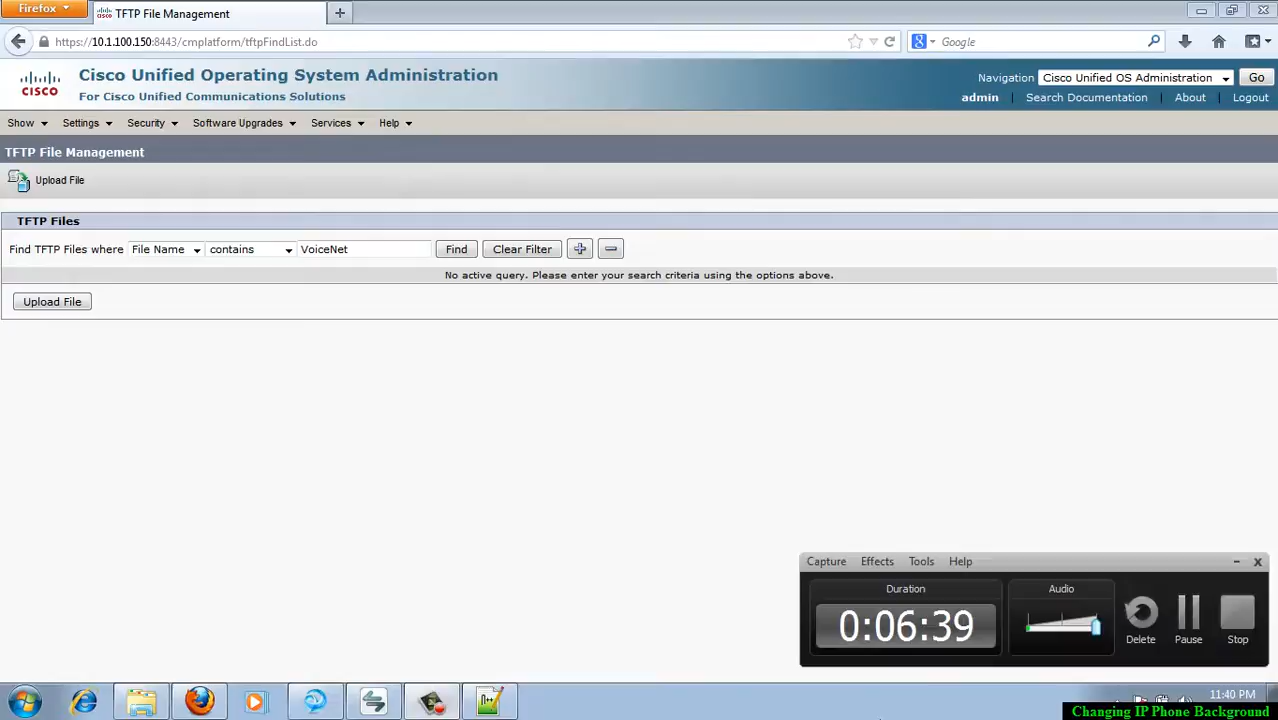 Firefox
TFTP File Management
https://10.1.100.150:8443/cmplatform/tftpFindList.do
Google
CISCO
Cisco Unified Operating System Administration
For Cisco Unified Communications Solutions
Navigation Cisco Unified OS Administration Go
admin | Search Documentation | About | Logout
Show Settings Security Software Upgrades Services Help
TFTP File Management
Upload File
TFTP Files
Find TFTP Files where File Name contains VoiceNet Find Clear Filter
No active query. Please enter your search criteria using the options above.
Upload File
Capture Effects Tools Help
Duration Audio
0:06:39
Delete Pause Stop
11:40 PM
Changing IP Phone Background